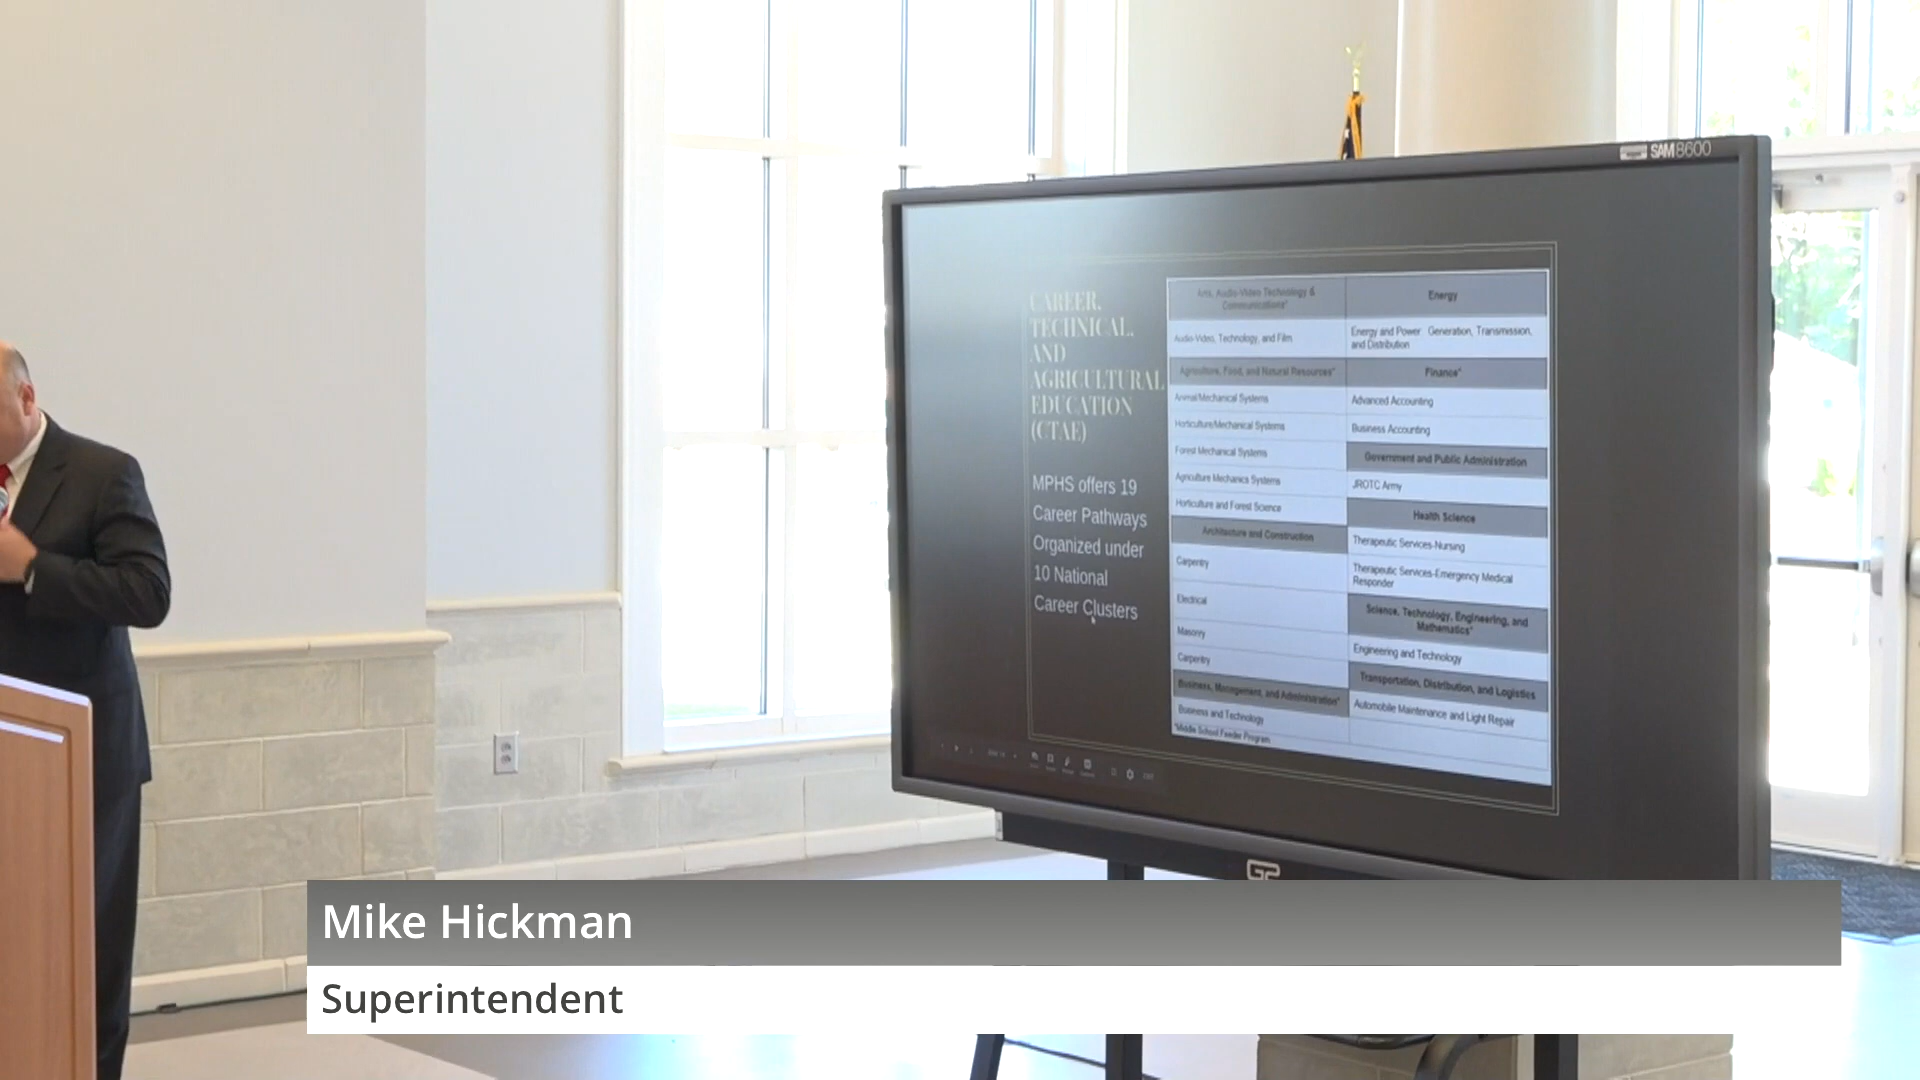 SAM8600
CAREER,
TECHNICAL,
AND
AGRICULTURAL
EDUCATION
(CTAE)
MPHS offers 19
Career Pathways
Organized under
10 National
Career Clusters
Arts, Audio-Video Technology &
Communications*
Audio-Video, Technology, and Film
Agriculture, Food, and Natural Resources*
Animal/Mechanical Systems
Horticulture/Mechanical Systems
Forest Mechanical Systems
Agriculture Mechanics Systems
Horticulture and Forest Science
Architecture and Construction
Carpentry
Electrical
Masonry
Carpentry
Business, Management, and Administration*
Business and Technology
*Middle School Feeder Program
Energy
Energy and Power: Generation, Transmission,
and Distribution
Finance*
Advanced Accounting
Business Accounting
Government and Public Administration
JROTC Army
Health Science
Therapeutic Services-Nursing
Therapeutic Services-Emergency Medical
Responder
Science, Technology, Engineering, and
Mathematics*
Engineering and Technology
Transportation, Distribution, and Logistics
Automobile Maintenance and Light Repair
Mike Hickman
Superintendent